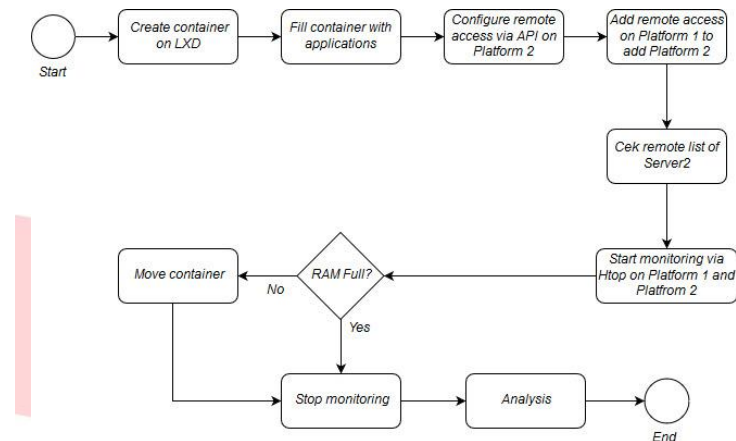 Create container
on LXD
Fill container with
applications
Configure remote
access via API on
Platform 2
Add remote access
on Platform 1 to
add Platform 2
Start
Cek remote list of
Server2
Move container
RAM Full?
Start monitoring via
Htop on Platform 1 and
Platfrom 2
No
Yes
Stop monitoring
Analysis
End